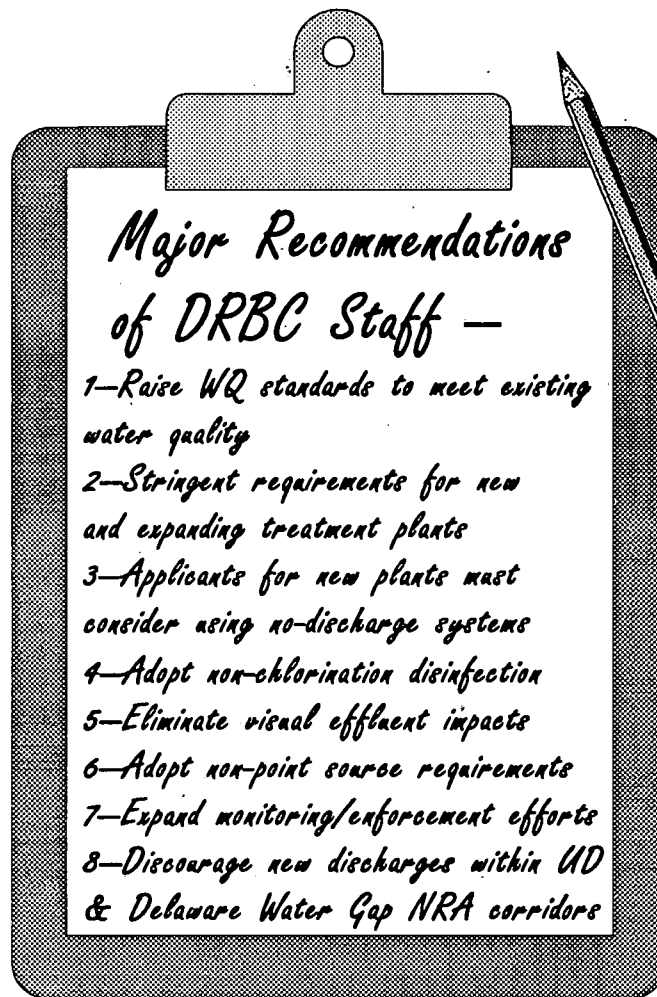 Major Recommendations
of DRBC Staff —
1—Raise WQ standards to meet existing
water quality
2—Stringent requirements for new
and expanding treatment plants
3—Applicants for new plants must
consider using no-discharge systems
4—Adopt non-chlorination disinfection
5—Eliminate visual effluent impacts
6—Adopt non-point source requirements
7—Expand monitoring/enforcement efforts
8—Discourage new discharges within UD
& Delaware Water Gap NRA corridors